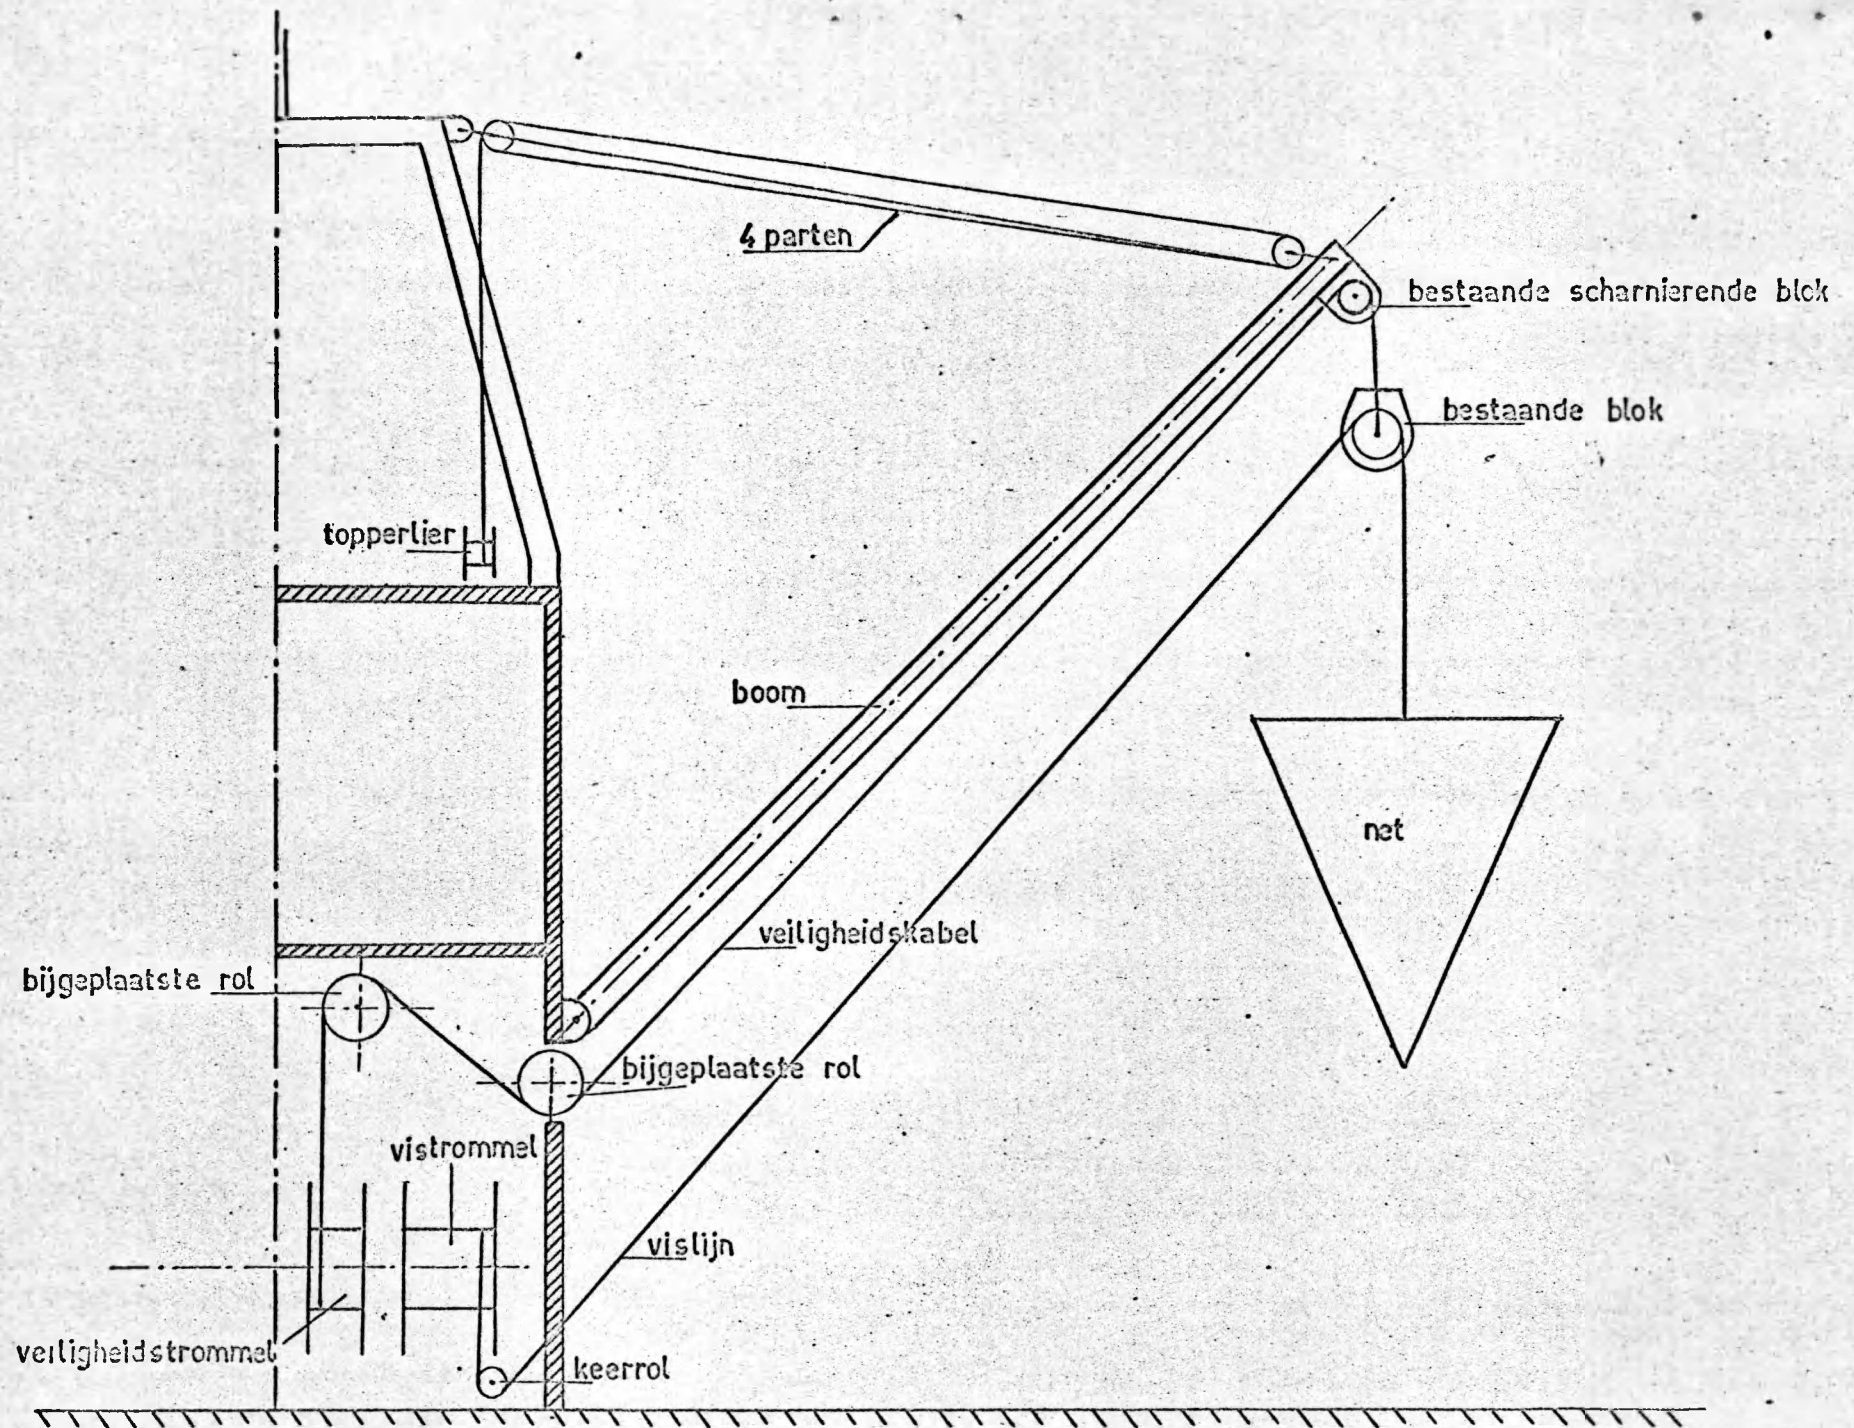 4 parten
bestaande scharnierende blok
bestaande blok
topperlier
boom
net
veiligheidskabel
bijgeplaatste rol
bijgeplaatste rol
vistrommel
vislijn
veiligheidstrommel
keerrol